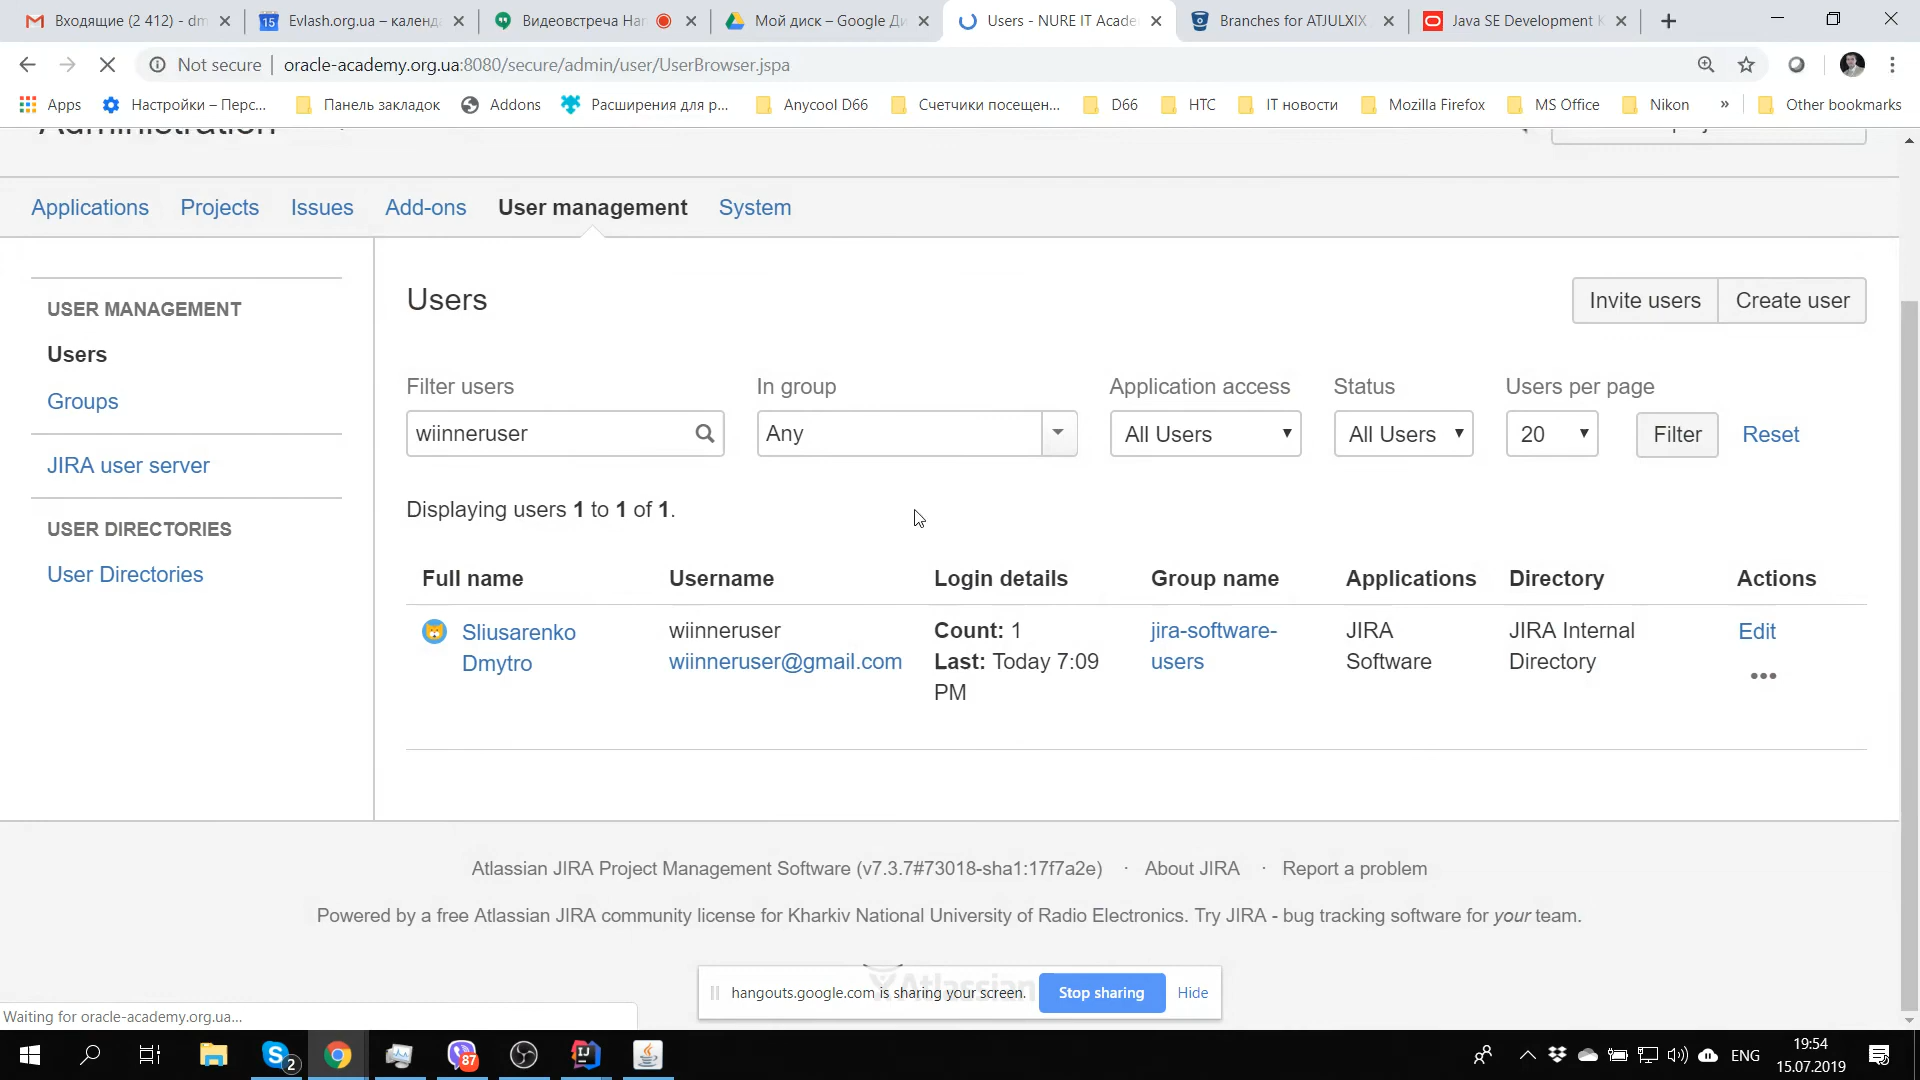 Входящие (2 412) - dm
Evlash.org.ua – календа
Видеовстреча Han
Мой диск – Google Ди
Users - NURE IT Acade
Branches for ATJULXIX
Java SE Development K
Not secure | oracle-academy.org.ua:8080/secure/admin/user/UserBrowser.jspa
Apps
Настройки – Перс...
Панель закладок
Addons
Расширения для р...
Anycool D66
Счетчики посещен...
D66
HTC
IT новости
Mozilla Firefox
MS Office
Nikon
»
Other bookmarks
Administration
Applications
Projects
Issues
Add-ons
User management
System
USER MANAGEMENT
Users
Groups
JIRA user server
USER DIRECTORIES
User Directories
Users
Invite users
Create user
Filter users
In group
Application access
Status
Users per page
wiinneruser
Any
All Users
All Users
20
Filter
Reset
Displaying users 1 to 1 of 1.
Full name
Username
Login details
Group name
Applications
Directory
Actions
Sliusarenko
Dmytro
wiinneruser
wiinneruser@gmail.com
Count: 1
Last: Today 7:09
PM
jira-software-
users
JIRA
Software
JIRA Internal
Directory
Edit
•••
Atlassian JIRA Project Management Software (v7.3.7#73018-sha1:17f7a2e) · About JIRA · Report a problem
Powered by a free Atlassian JIRA community license for Kharkiv National University of Radio Electronics. Try JIRA - bug tracking software for your team.
Atlassian
hangouts.google.com is sharing your screen.
Stop sharing
Hide
Waiting for oracle-academy.org.ua...
2
87
ENG
19:54
15.07.2019